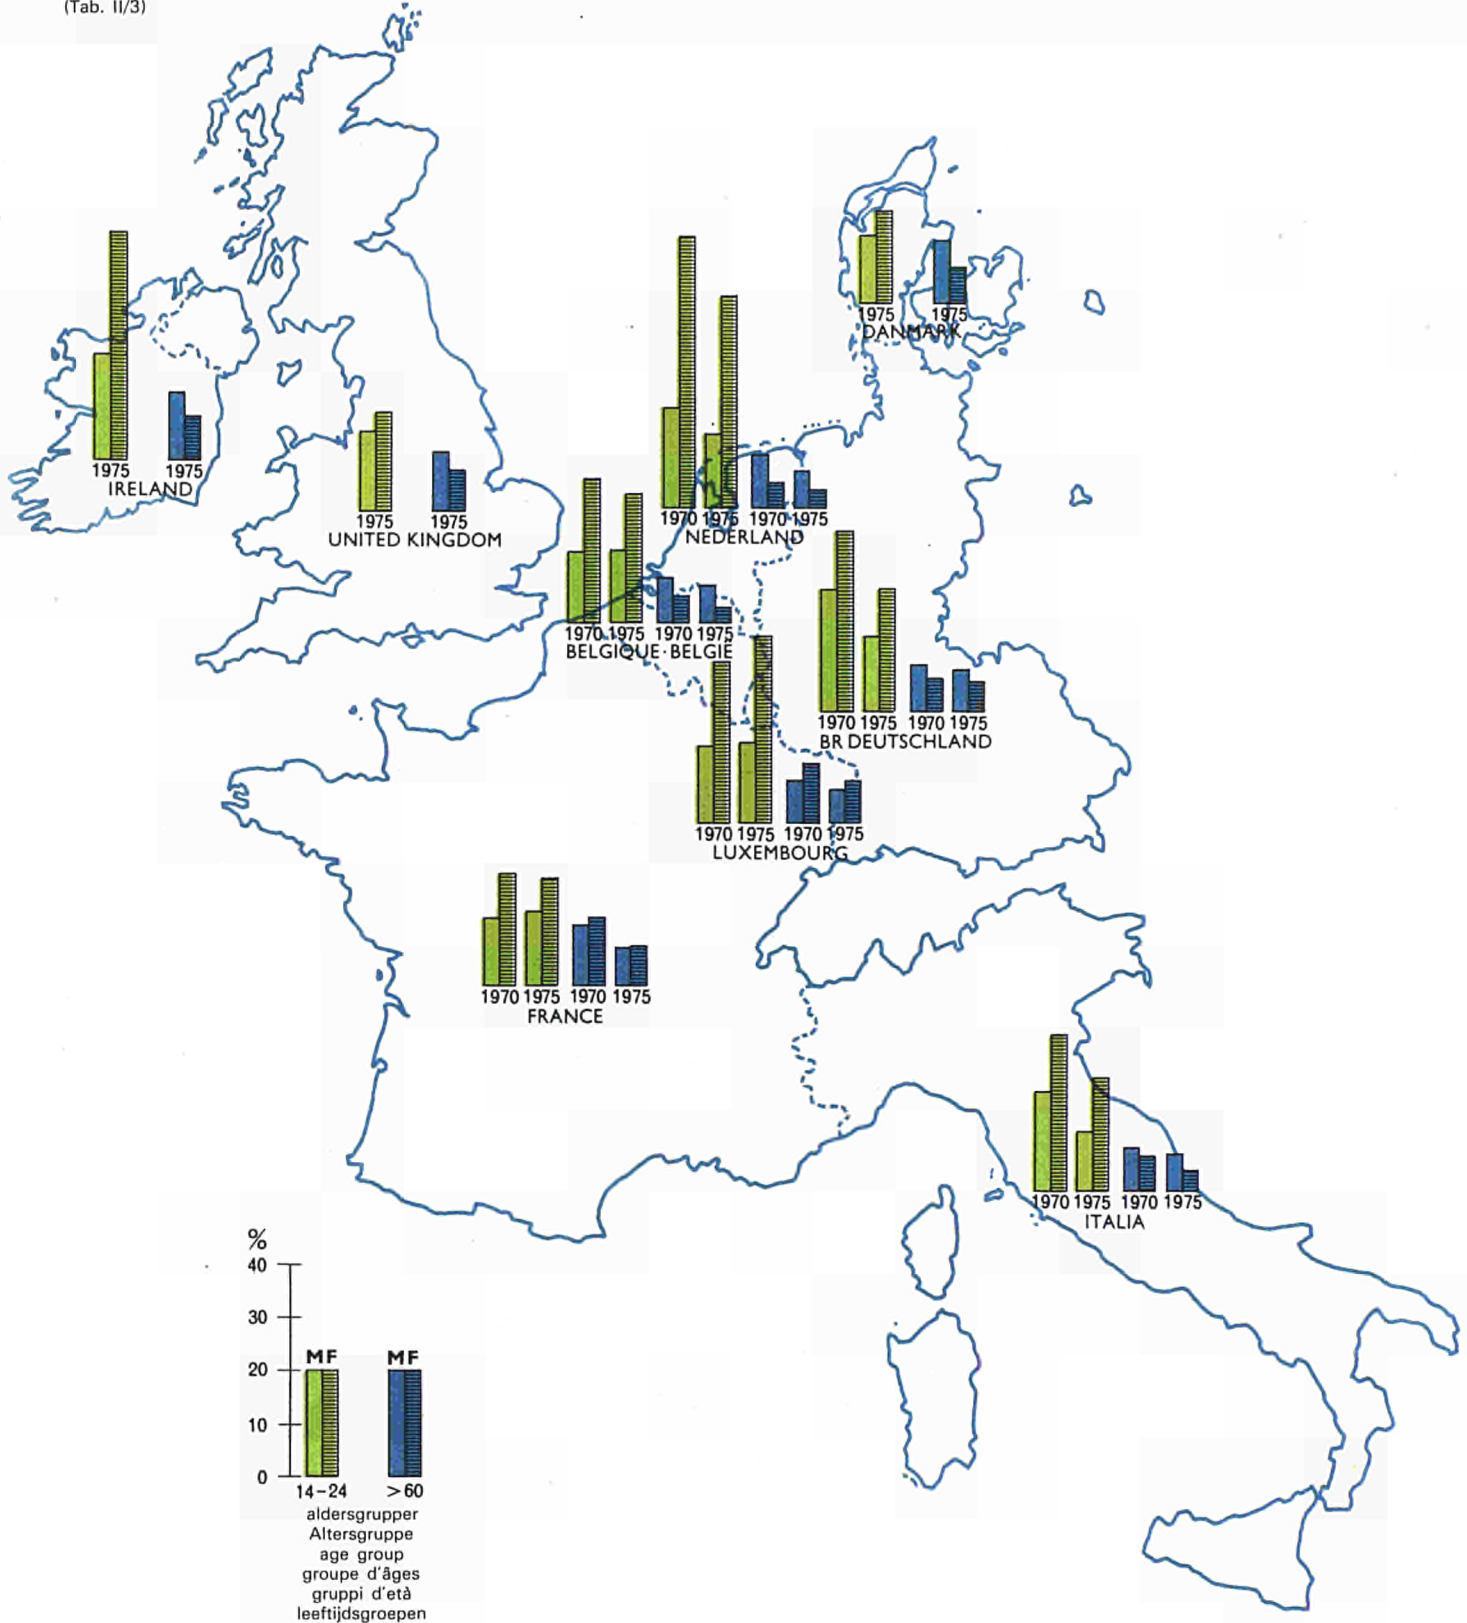 (Tab. II/3)
1975 1975
DANMARK
1975 1975
IRELAND
1975 1975
UNITED KINGDOM
1970 1975 1970 1975
NEDERLAND
1970 1975 1970 1975
BELGIQUE·BELGIË
1970 1975 1970 1975
BR DEUTSCHLAND
1970 1975 1970 1975
LUXEMBOURG
1970 1975 1970 1975
FRANCE
1970 1975 1970 1975
ITALIA
%
40
30
MF MF
20
10
0
14–24 >60
aldersgrupper
Altersgruppe
age group
groupe d'âges
gruppi d'età
leeftijdsgroepen